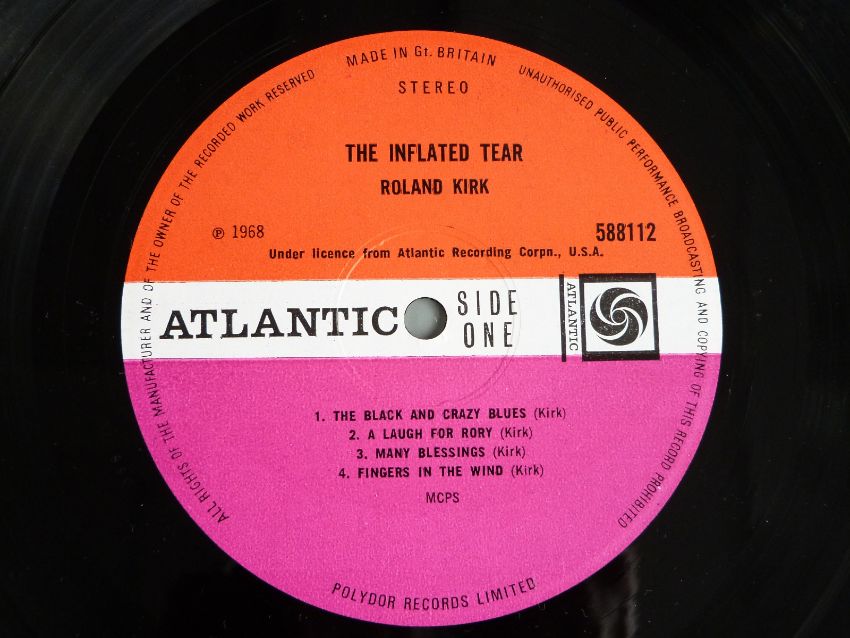 MADE IN Gt. BRITAIN
ALL RIGHTS OF THE MANUFACTURER AND OF THE OWNER OF THE RECORDED WORK RESERVED
UNAUTHORISED PUBLIC PERFORMANCE BROADCASTING AND COPYING OF THIS RECORD PROHIBITED
STEREO
THE INFLATED TEAR
ROLAND KIRK
℗ 1968
588112
Under licence from Atlantic Recording Corpn., U.S.A.
ATLANTIC
SIDE
ONE
ATLANTIC
1. THE BLACK AND CRAZY BLUES (Kirk)
2. A LAUGH FOR RORY (Kirk)
3. MANY BLESSINGS (Kirk)
4. FINGERS IN THE WIND (Kirk)
MCPS
POLYDOR RECORDS LIMITED